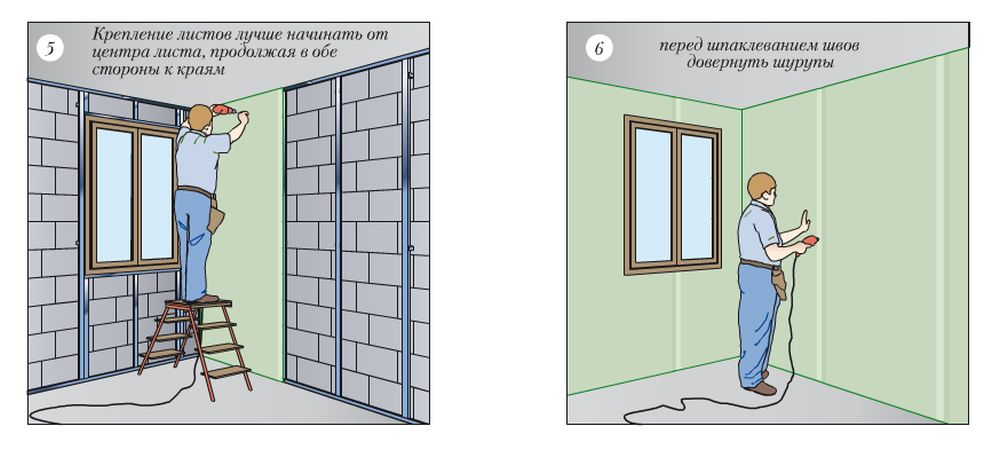 5
Крепление листов лучше начинать от
центра листа, продолжая в обе
стороны к краям
6
перед шпаклеванием швов
довернуть шурупы